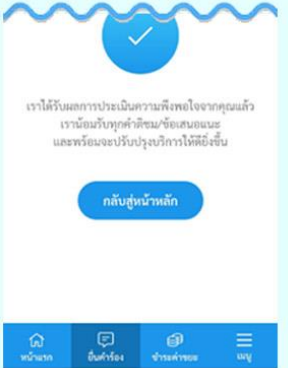 เราได้รับผลการประเมินความพึงพอใจจากคุณแล้ว
เราน้อมรับทุกคำติชม/ข้อเสนอแนะ
และพร้อมจะปรับปรุงบริการให้ดียิ่งขึ้น
กลับสู่หน้าหลัก
หน้าแรก
ยื่นคำร้อง
ชำระค่าขยะ
เมนู